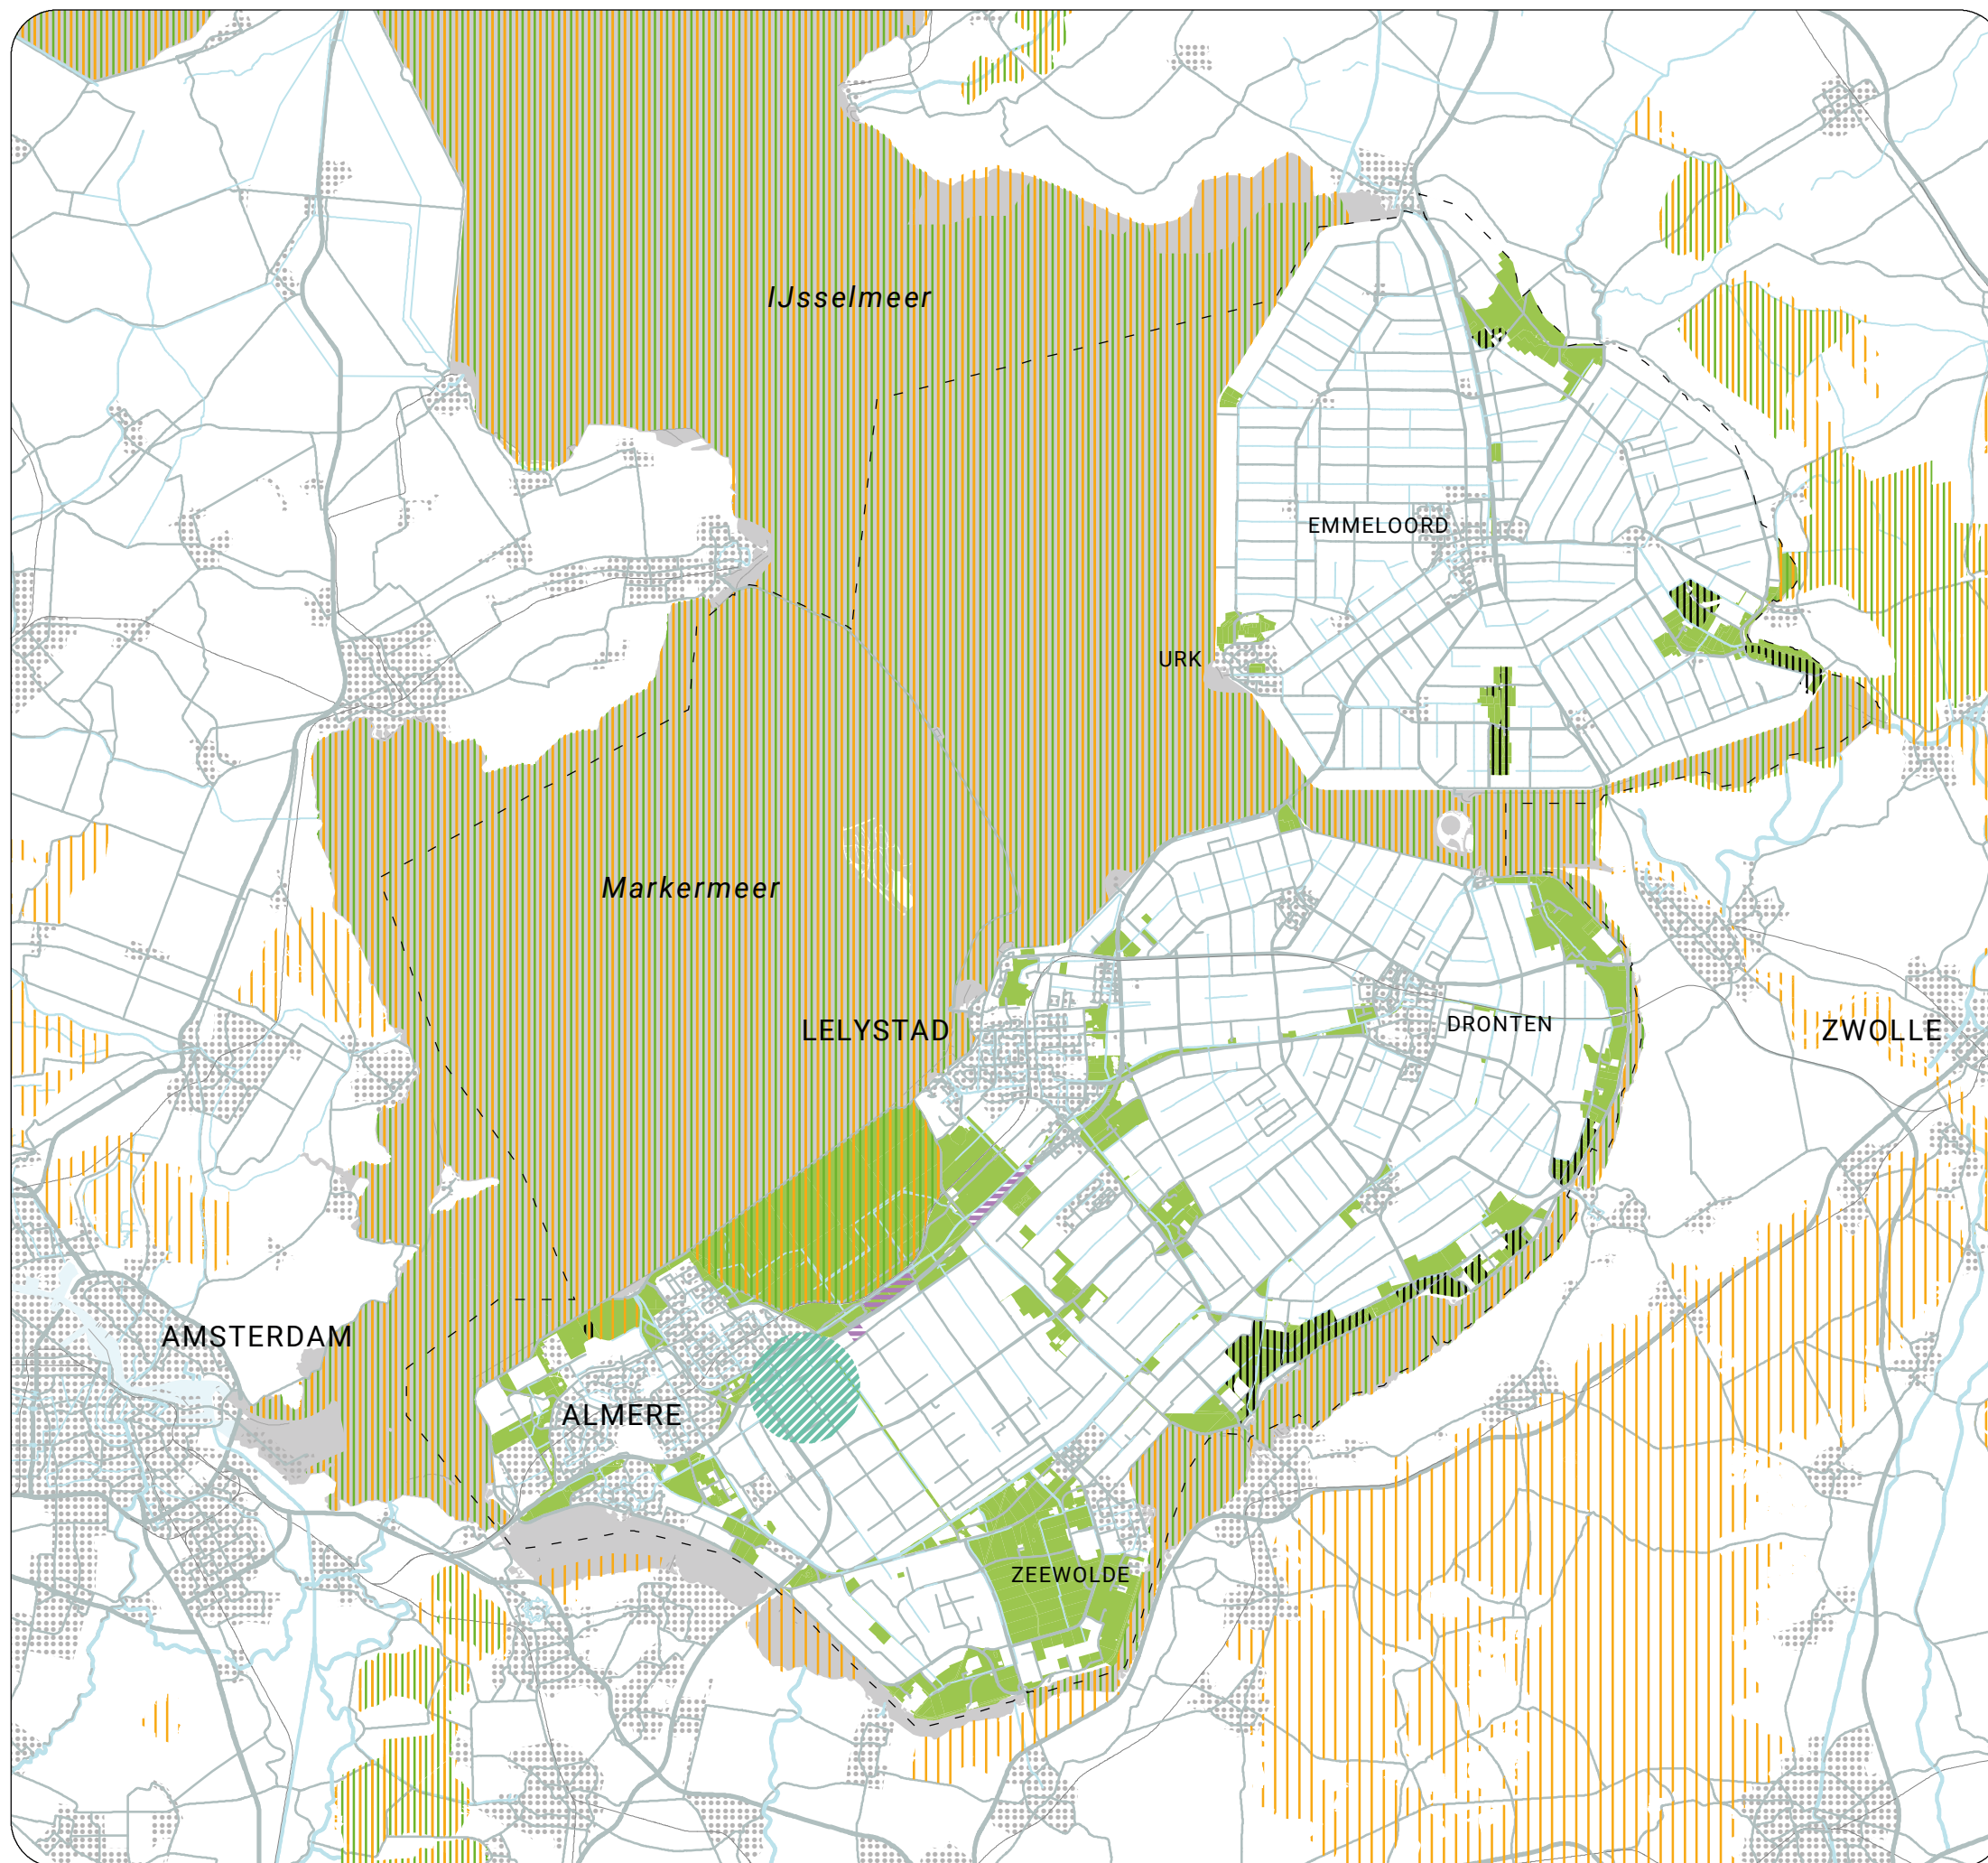 IJsselmeer
EMMELOORD
URK
Markermeer
LELYSTAD
DRONTEN
ZWOLLE
AMSTERDAM
ALMERE
ZEEWOLDE